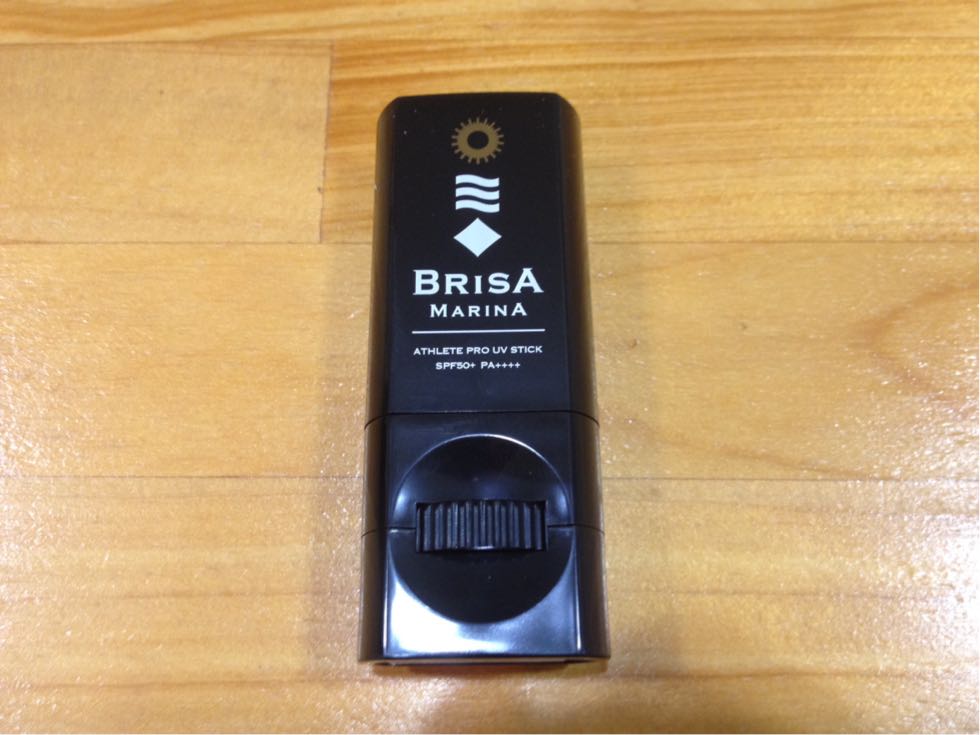 BRISA
MARINA
ATHLETE PRO UV STICK
SPF50+ PA++++